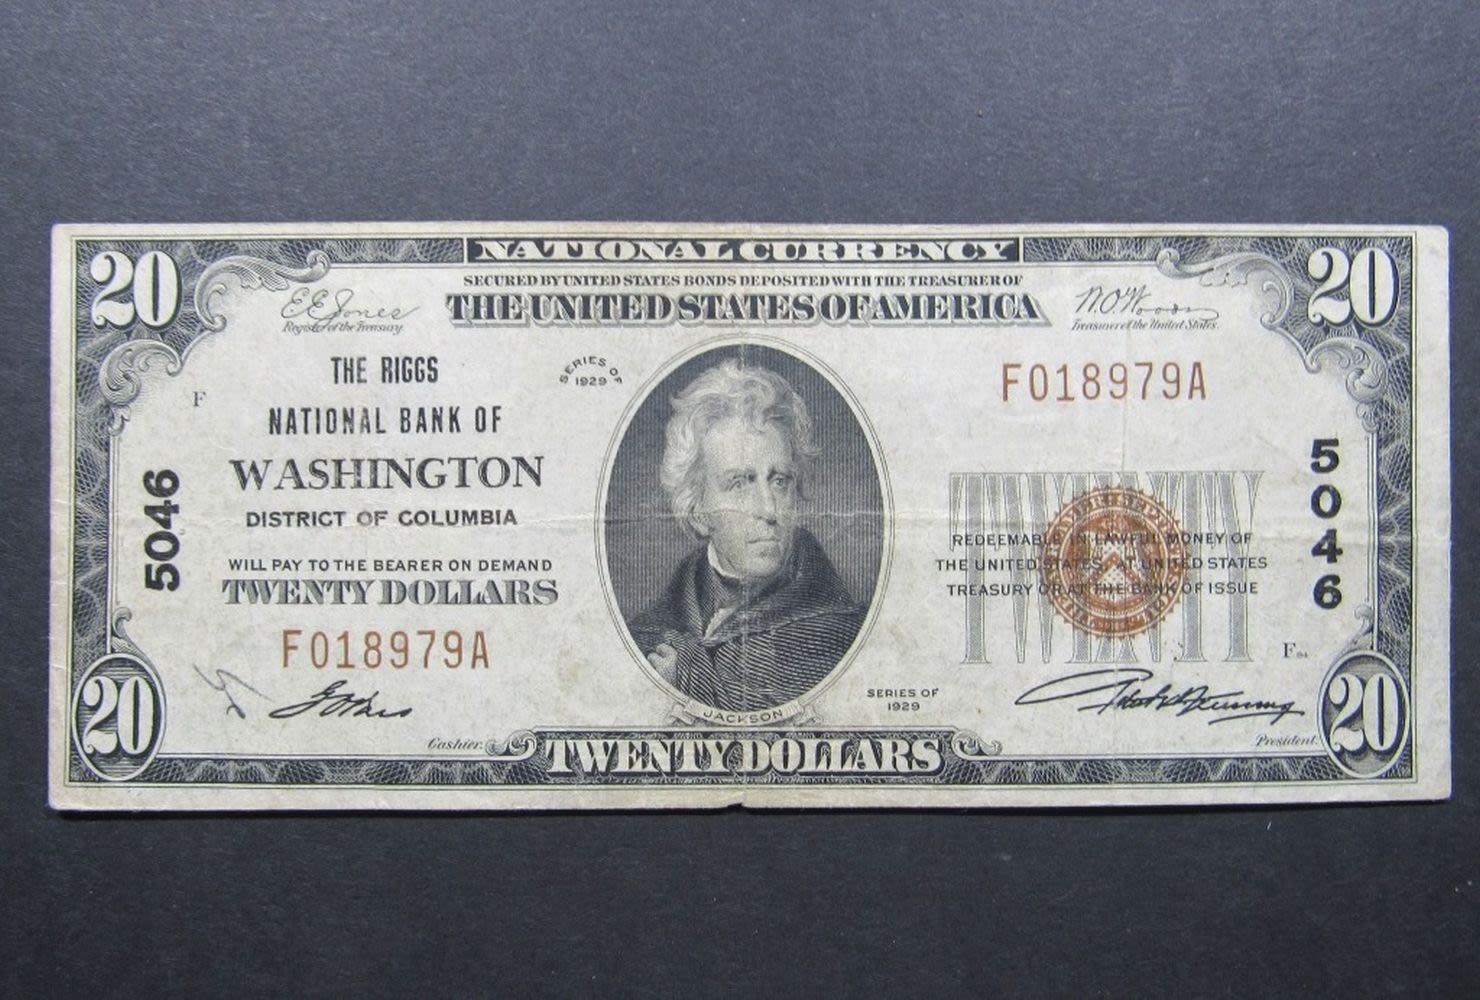 NATIONAL CURRENCY
SECURED BY UNITED STATES BONDS DEPOSITED WITH THE TREASURER OF
THE UNITED STATES OF AMERICA
20
20
E E Jones
Register of the Treasury.
W.O. Woods
Treasurer of the United States.
THE RIGGS
NATIONAL BANK OF
WASHINGTON
DISTRICT OF COLUMBIA
WILL PAY TO THE BEARER ON DEMAND
TWENTY DOLLARS
SERIES OF
1929
F018979A
F
5046
5046
TWENTY
REDEEMABLE IN LAWFUL MONEY OF
THE UNITED STATES AT UNITED STATES
TREASURY OR AT THE BANK OF ISSUE
F018979A
F
JACKSON
SERIES OF
1929
Cashier.
President.
20
TWENTY DOLLARS
20